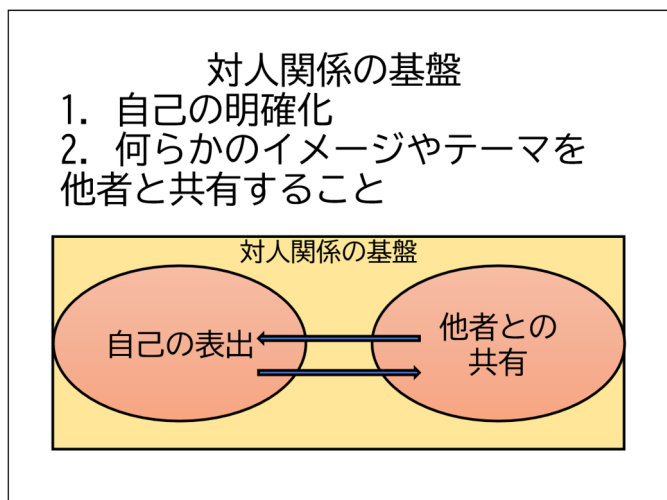 対人関係の基盤
1. 自己の明確化
2. 何らかのイメージやテーマを
他者と共有すること
対人関係の基盤
自己の表出
他者との
共有